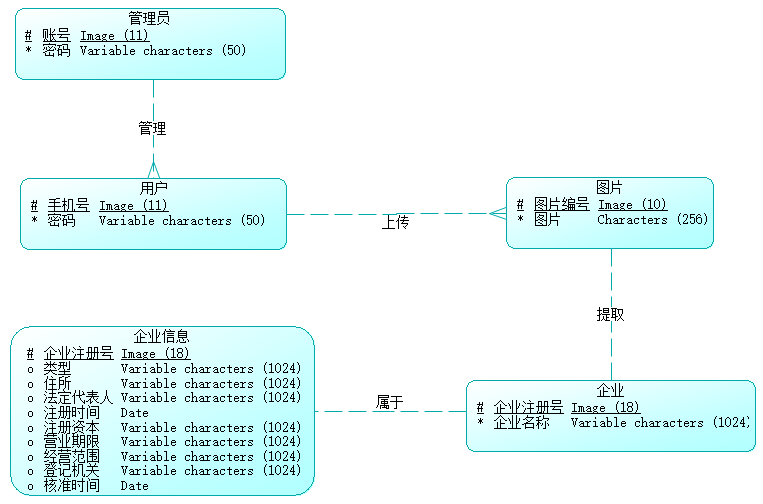 管理员
# 账号 Image (11)
* 密码 Variable characters (50)
管理
用户
# 手机号 Image (11)
* 密码 Variable characters (50)
上传
图片
# 图片编号 Image (10)
* 图片 Characters (256)
提取
企业信息
# 企业注册号 Image (18)
o 类型 Variable characters (1024)
o 住所 Variable characters (1024)
o 法定代表人 Variable characters (1024)
o 注册时间 Date
o 注册资本 Variable characters (1024)
o 营业期限 Variable characters (1024)
o 经营范围 Variable characters (1024)
o 登记机关 Variable characters (1024)
o 核准时间 Date
属于
企业
# 企业注册号 Image (18)
* 企业名称 Variable characters (1024)